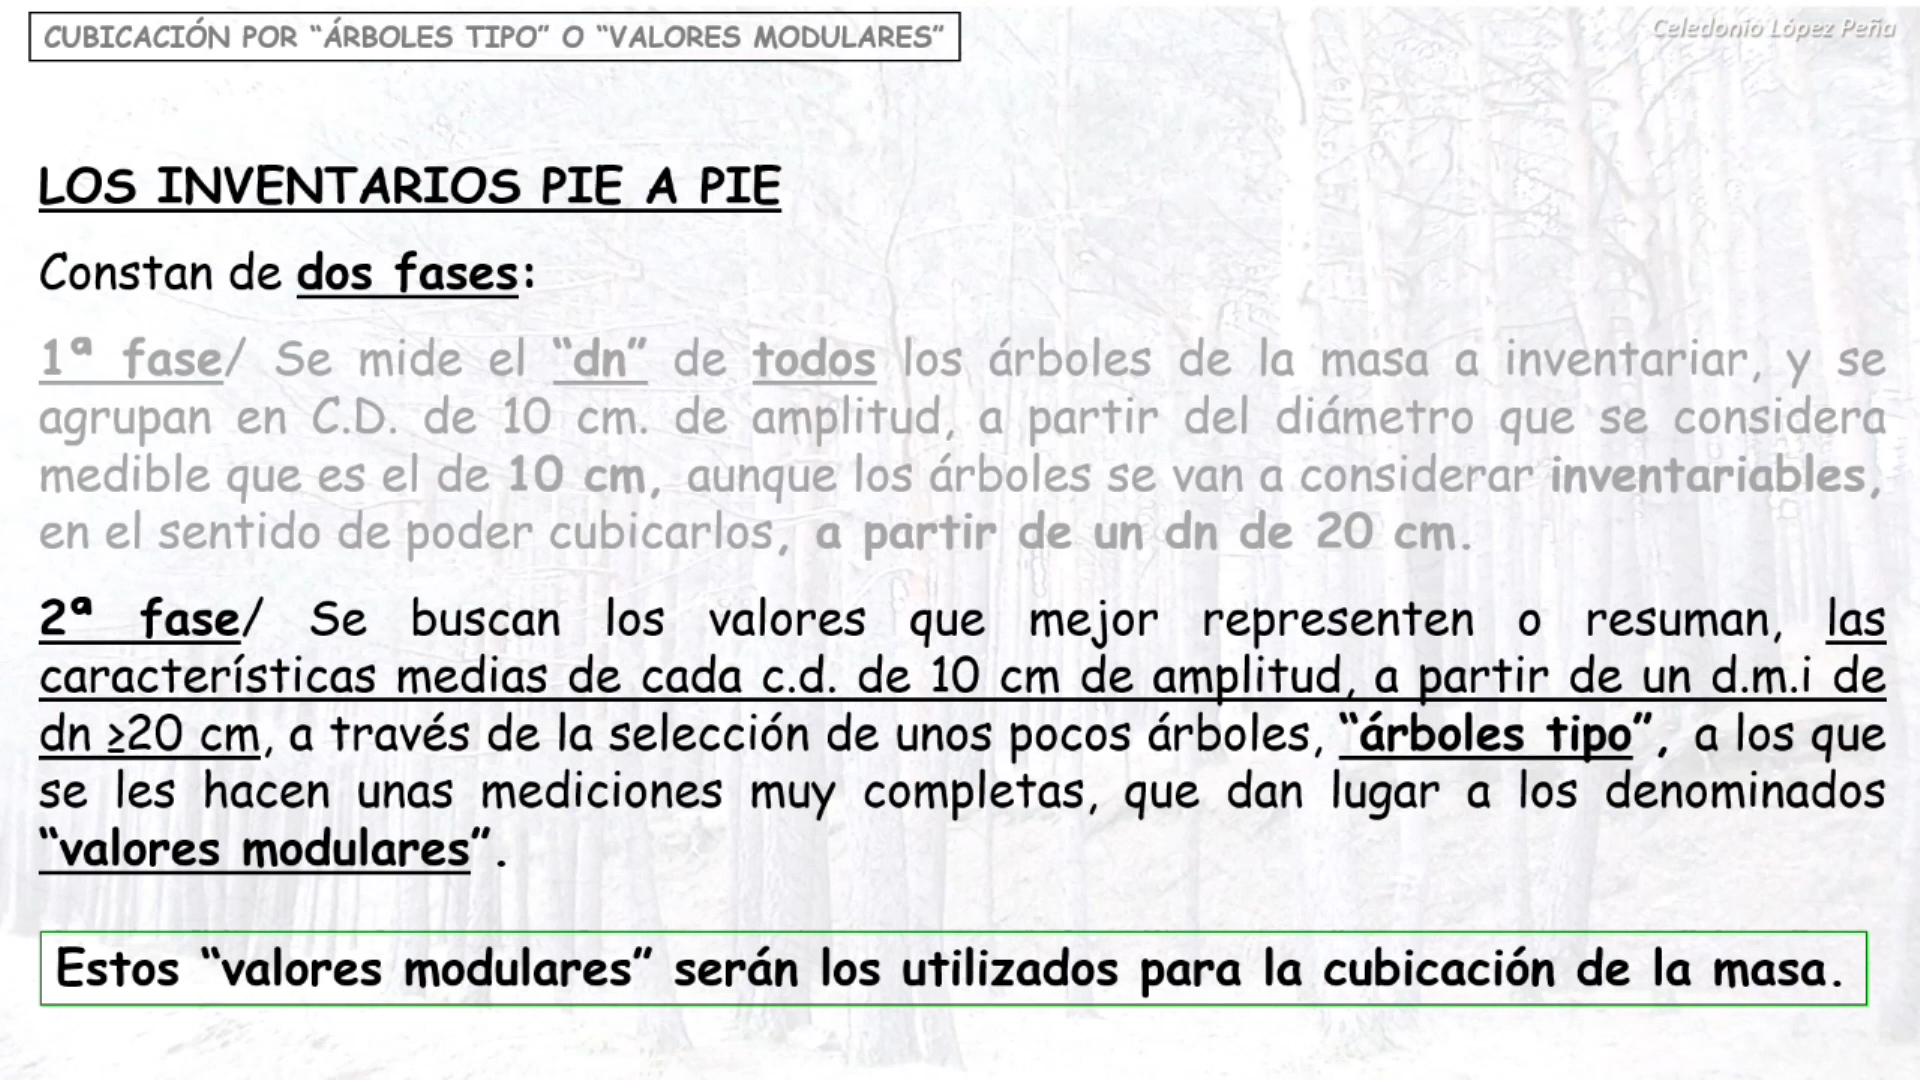 CUBICACIÓN POR “ÁRBOLES TIPO” O “VALORES MODULARES”
Celedonio López Peña
LOS INVENTARIOS PIE A PIE
Constan de dos fases:
1ª fase/ Se mide el “dn” de todos los árboles de la masa a inventariar, y se
agrupan en C.D. de 10 cm. de amplitud, a partir del diámetro que se considera
medible que es el de 10 cm, aunque los árboles se van a considerar inventariables,
en el sentido de poder cubicarlos, a partir de un dn de 20 cm.
2ª fase/ Se buscan los valores que mejor representen o resuman, las
características medias de cada c.d. de 10 cm de amplitud, a partir de un d.m.i de
dn ≥20 cm, a través de la selección de unos pocos árboles, “árboles tipo”, a los que
se les hacen unas mediciones muy completas, que dan lugar a los denominados
“valores modulares”.
Estos “valores modulares” serán los utilizados para la cubicación de la masa.